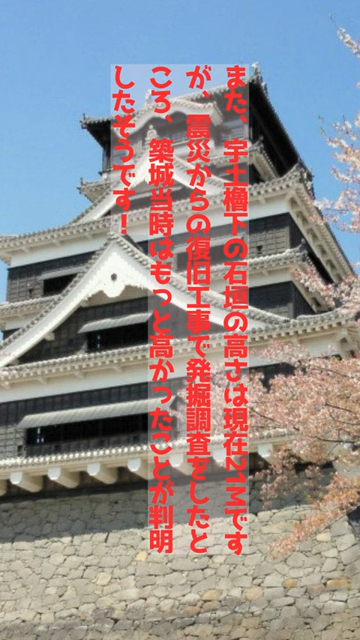 また、宇土櫓下の石垣の高さは現在21mです
が、震災からの復旧工事で発掘調査をしたと
ころ、築城当時はもっと高かったことが判明
したそうです！